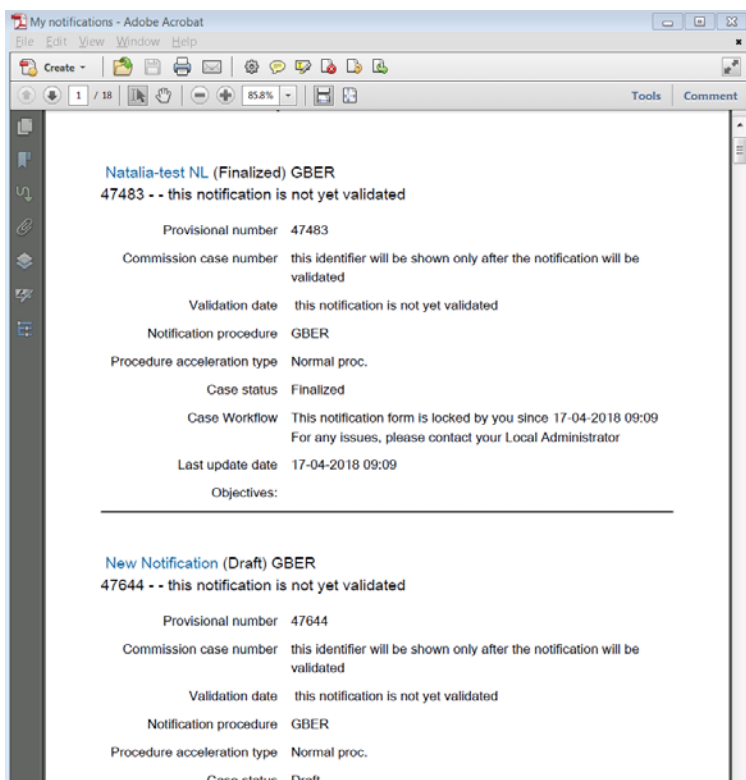 My notifications - Adobe Acrobat
File Edit View Window Help
Create
1 / 18 85.8% Tools Comment
Natalia-test NL (Finalized) GBER
47483 - - this notification is not yet validated
Provisional number 47483
Commission case number this identifier will be shown only after the notification will be
validated
Validation date this notification is not yet validated
Notification procedure GBER
Procedure acceleration type Normal proc.
Case status Finalized
Case Workflow This notification form is locked by you since 17-04-2018 09:09
For any issues, please contact your Local Administrator
Last update date 17-04-2018 09:09
Objectives:
New Notification (Draft) GBER
47644 - - this notification is not yet validated
Provisional number 47644
Commission case number this identifier will be shown only after the notification will be
validated
Validation date this notification is not yet validated
Notification procedure GBER
Procedure acceleration type Normal proc.
Case status Draft